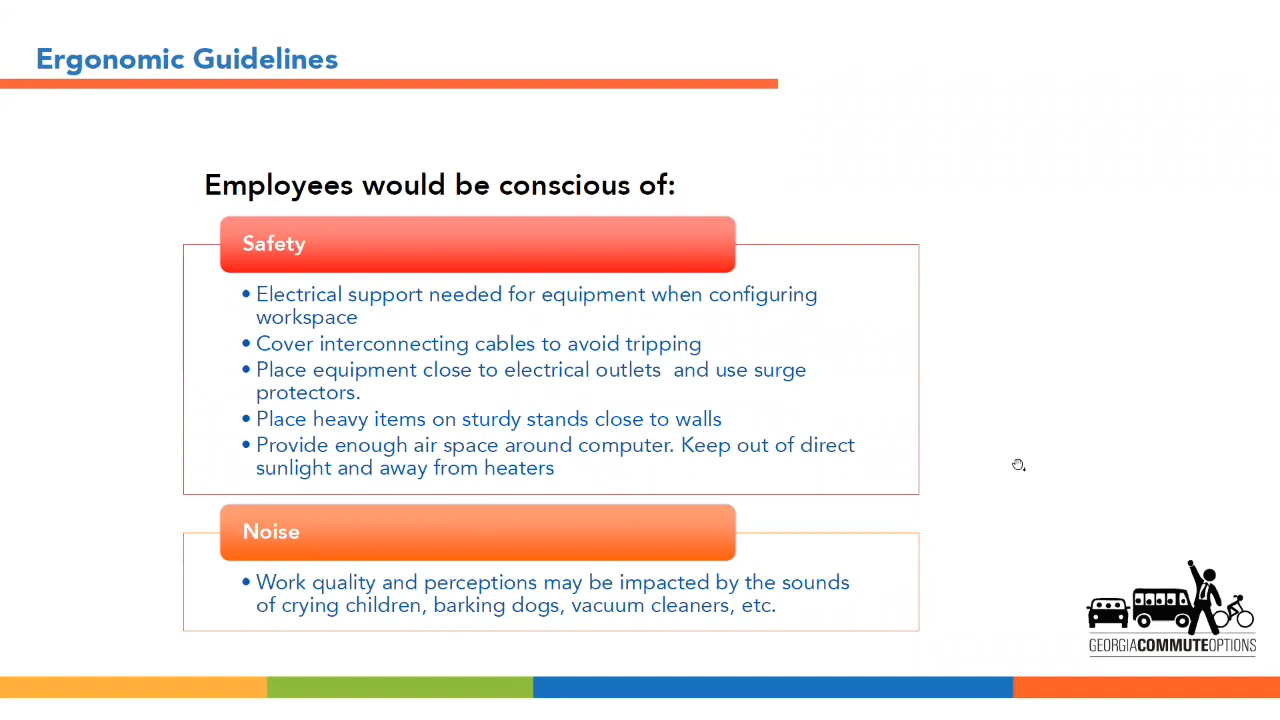 Ergonomic Guidelines
Employees would be conscious of:
Safety
• Electrical support needed for equipment when configuring
workspace
• Cover interconnecting cables to avoid tripping
• Place equipment close to electrical outlets  and use surge
protectors.
• Place heavy items on sturdy stands close to walls
• Provide enough air space around computer. Keep out of direct
sunlight and away from heaters
Noise
• Work quality and perceptions may be impacted by the sounds
of crying children, barking dogs, vacuum cleaners, etc.
GEORGIACOMMUTEOPTIONS